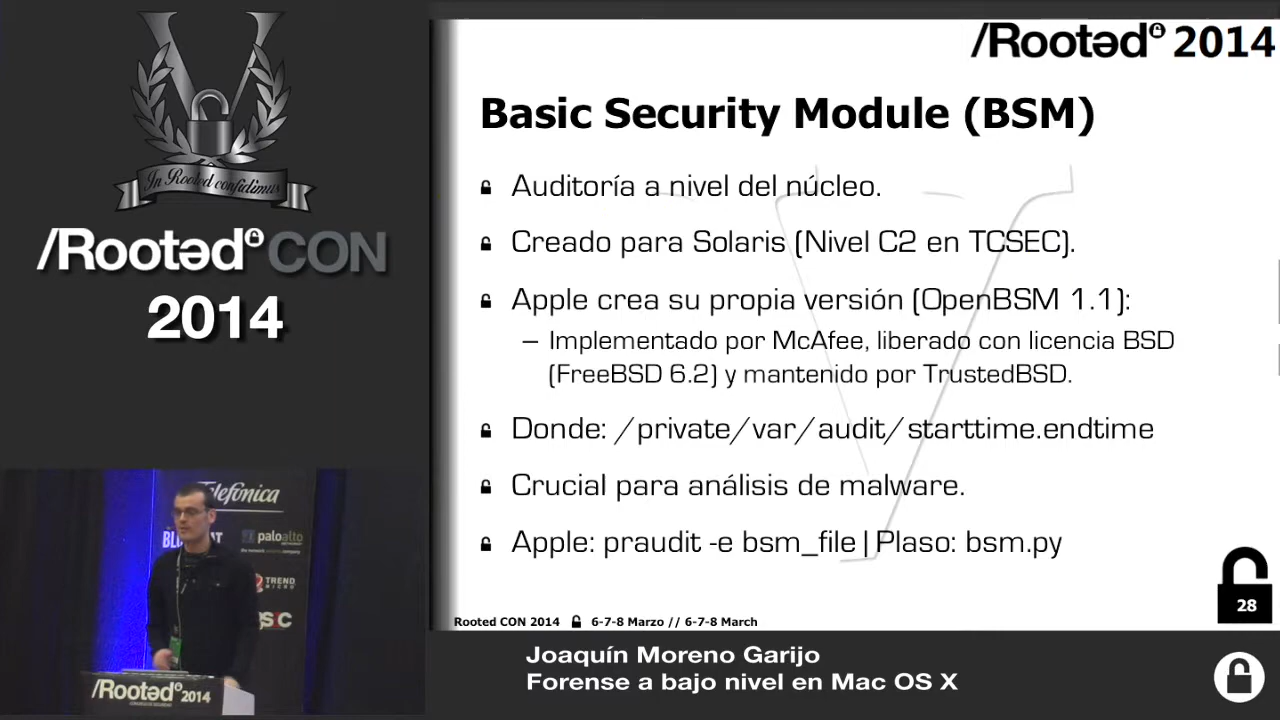 In Rooted confidimus
/Rootəd CON
2014
/Rootəd 2014
Basic Security Module (BSM)
Auditoría a nivel del núcleo.
Creado para Solaris (Nivel C2 en TCSEC).
Apple crea su propia versión (OpenBSM 1.1):
– Implementado por McAfee, liberado con licencia BSD
(FreeBSD 6.2) y mantenido por TrustedBSD.
Donde: /private/var/audit/starttime.endtime
Crucial para análisis de malware.
Apple: praudit -e bsm_file | Plaso: bsm.py
28
Rooted CON 2014 6-7-8 Marzo // 6-7-8 March
Telefónica
paloalto
TREND
MICRO
/Rootəd 2014
Joaquín Moreno Garijo
Forense a bajo nivel en Mac OS X